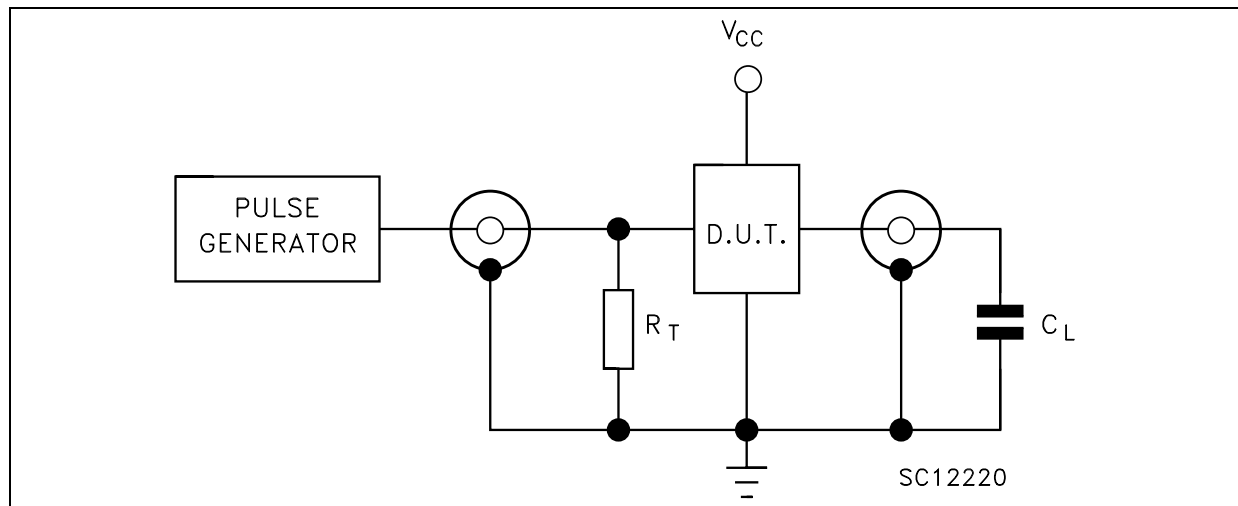 VCC
PULSE
GENERATOR
D.U.T.
RT
CL
SC12220